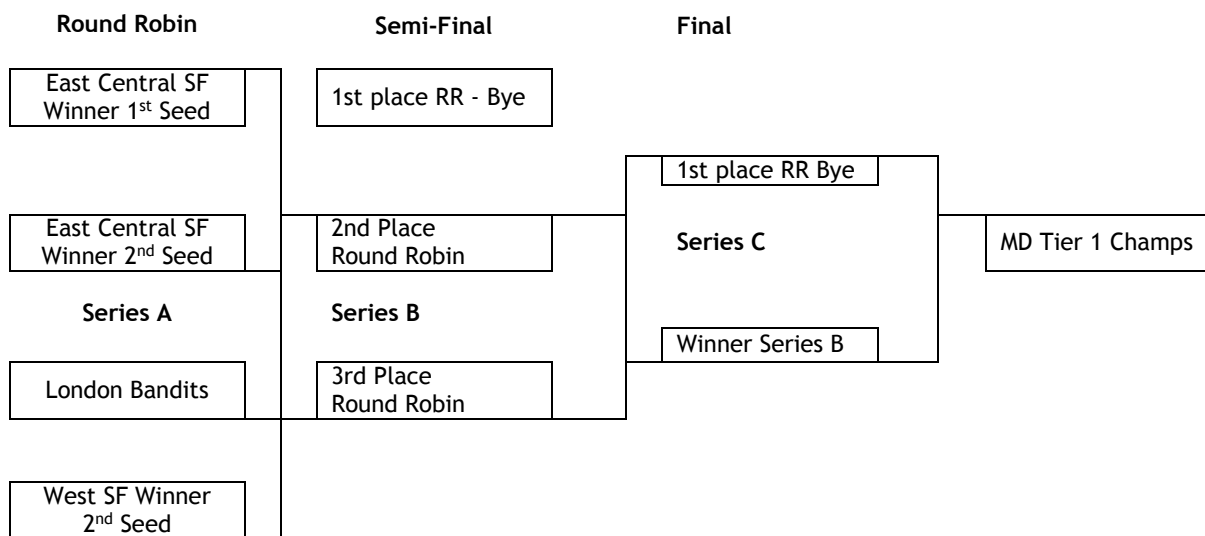 Round Robin
Semi-Final
Final
East Central SF
Winner 1st Seed
1st place RR - Bye
1st place RR Bye
East Central SF
Winner 2nd Seed
2nd Place
Round Robin
Series C
MD Tier 1 Champs
Series A
Series B
Winner Series B
London Bandits
3rd Place
Round Robin
West SF Winner
2nd Seed